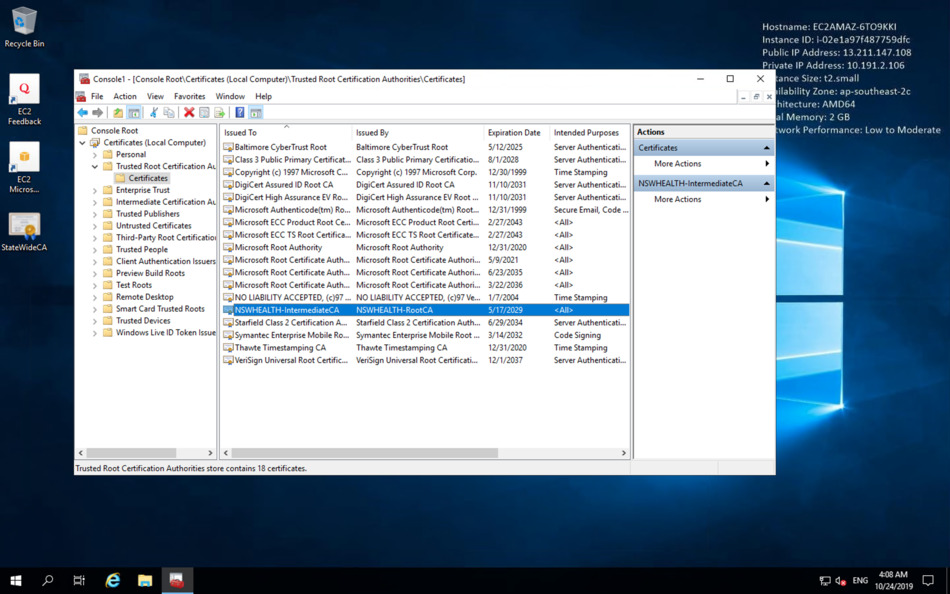 Recycle Bin
Hostname: EC2AMAZ-6TO9KKI
Instance ID: i-02e1a97f487759dfc
Public IP Address: 13.211.147.108
Private IP Address: 10.191.2.106
tance Size: t2.small
ailability Zone: ap-southeast-2c
chitecture: AMD64
al Memory: 2 GB
twork Performance: Low to Moderate
EC2
Feedback
EC2
Micros...
StateWideCA
Console1 - [Console Root\Certificates (Local Computer)\Trusted Root Certification Authorities\Certificates]
File Action View Favorites Window Help
Console Root
Certificates (Local Computer)
Personal
Trusted Root Certification Au
Certificates
Enterprise Trust
Intermediate Certification Au
Trusted Publishers
Untrusted Certificates
Third-Party Root Certification
Trusted People
Client Authentication Issuers
Preview Build Roots
Test Roots
Remote Desktop
Smart Card Trusted Roots
Trusted Devices
Windows Live ID Token Issue
Issued To Issued By Expiration Date Intended Purposes
Baltimore CyberTrust Root Baltimore CyberTrust Root 5/12/2025 Server Authenticati...
Class 3 Public Primary Certificat... Class 3 Public Primary Certificatio... 8/1/2028 Server Authenticati...
Copyright (c) 1997 Microsoft C... Copyright (c) 1997 Microsoft Corp. 12/30/1999 Time Stamping
DigiCert Assured ID Root CA DigiCert Assured ID Root CA 11/10/2031 Server Authenticati...
DigiCert High Assurance EV Ro... DigiCert High Assurance EV Root ... 11/10/2031 Server Authenticati...
Microsoft Authenticode(tm) Ro... Microsoft Authenticode(tm) Root... 12/31/1999 Secure Email, Code ...
Microsoft ECC Product Root Ce... Microsoft ECC Product Root Certi... 2/27/2043 <All>
Microsoft ECC TS Root Certifica... Microsoft ECC TS Root Certificate... 2/27/2043 <All>
Microsoft Root Authority Microsoft Root Authority 12/31/2020 <All>
Microsoft Root Certificate Auth... Microsoft Root Certificate Authori... 5/9/2021 <All>
Microsoft Root Certificate Auth... Microsoft Root Certificate Authori... 6/23/2035 <All>
Microsoft Root Certificate Auth... Microsoft Root Certificate Authori... 3/22/2036 <All>
NO LIABILITY ACCEPTED, (c)97 ... NO LIABILITY ACCEPTED, (c)97 Ve... 1/7/2004 Time Stamping
NSWHEALTH-IntermediateCA NSWHEALTH-RootCA 5/17/2029 <All>
Starfield Class 2 Certification A... Starfield Class 2 Certification Auth... 6/29/2034 Server Authenticati...
Symantec Enterprise Mobile Ro... Symantec Enterprise Mobile Root ... 3/14/2032 Code Signing
Thawte Timestamping CA Thawte Timestamping CA 12/31/2020 Time Stamping
VeriSign Universal Root Certific... VeriSign Universal Root Certificati... 12/1/2037 Server Authenticati...
Actions
Certificates
More Actions
NSWHEALTH-IntermediateCA
More Actions
Trusted Root Certification Authorities store contains 18 certificates.
ENG
4:08 AM
10/24/2019